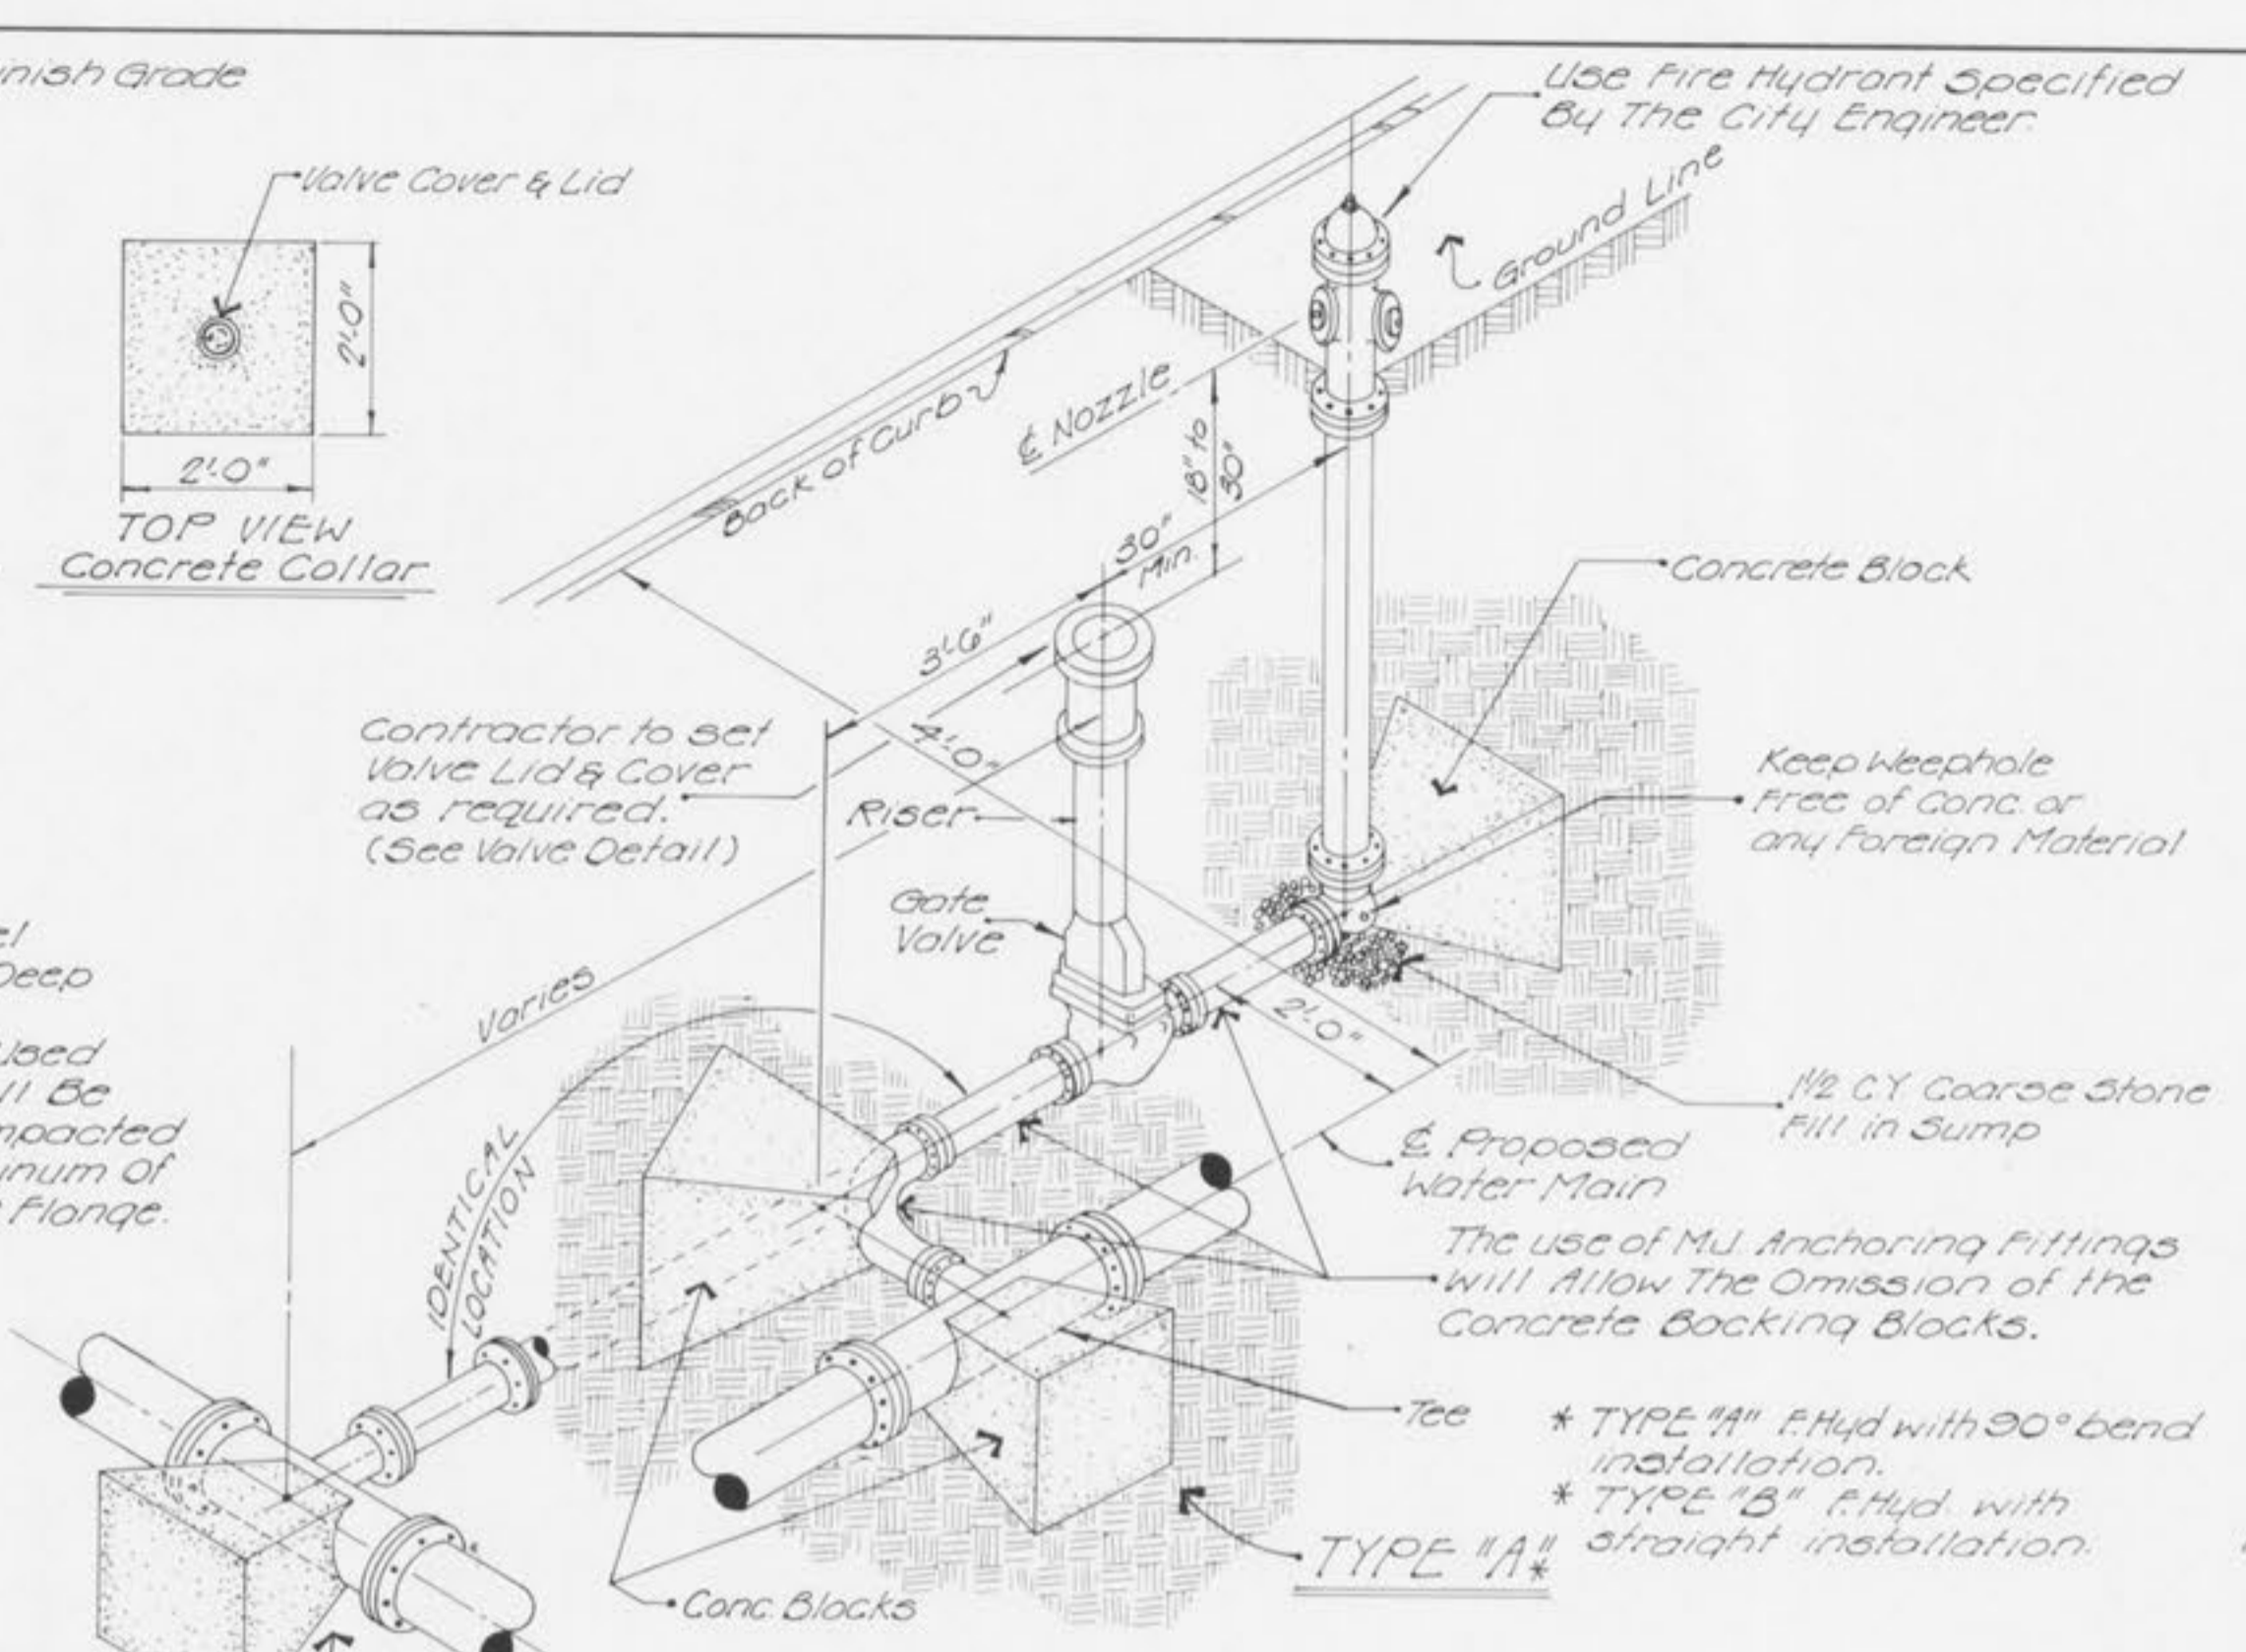 Grade
Valve Cover & Lid
2'-0"
2'-0"
TOP VIEW
Concrete Collar
Use Fire Hydrant Specified
By The City Engineer.
Ground Line
Back of Curb
℄ Nozzle
18" to
30"
30"
Min.
3'-6"
4'-0"
Contractor to set
Valve Lid & Cover
as required.
(See Valve Detail)
Riser
Gate
Valve
Concrete Block
Keep Weephole
Free of Conc. or
any Foreign Material
Deep
Used
Be
Of
Flange.
Varies
IDENTICAL
LOCATION
2'-0"
1 1/2 CY Coarse Stone
Fill in Sump
℄ Proposed
Water Main
The use of MJ Anchoring Fittings
Will Allow The Omission of the
Concrete Backing Blocks.
Tee
* TYPE "A" F.Hyd with 90° bend
installation.
* TYPE "B" F.Hyd. with
straight installation.
TYPE "A"*
Conc. Blocks